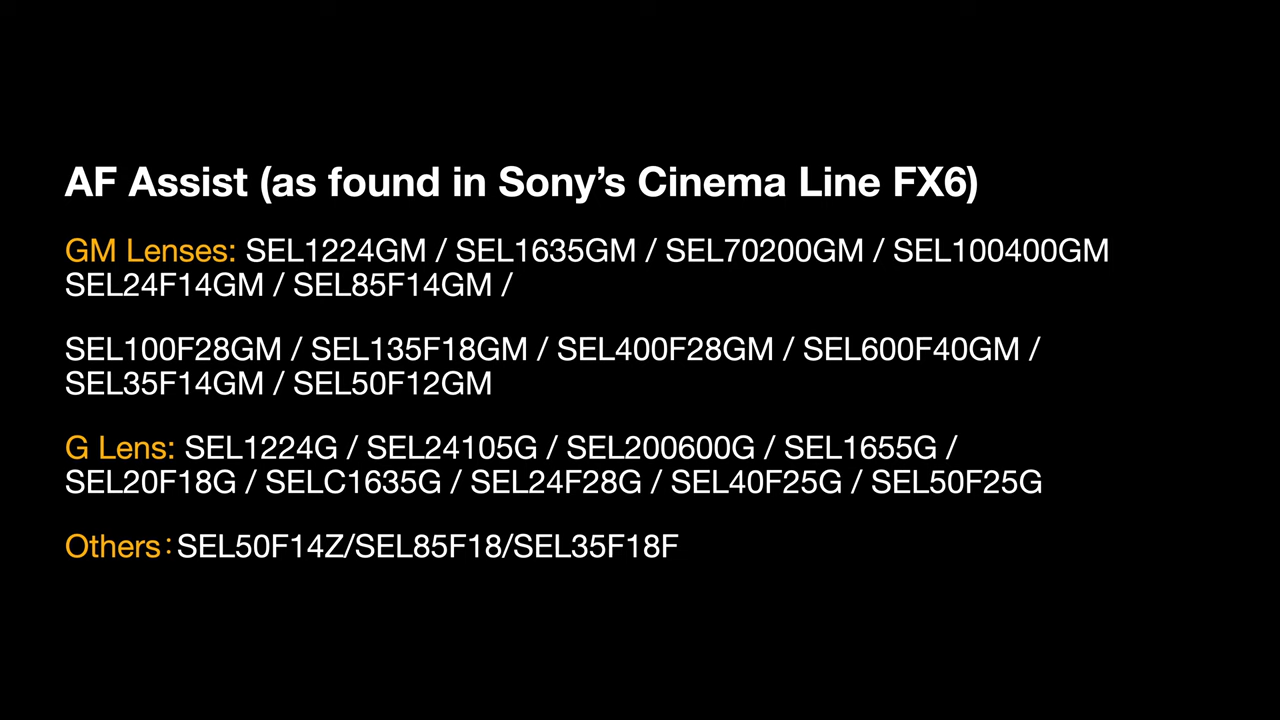 AF Assist (as found in Sony’s Cinema Line FX6)
GM Lenses: SEL1224GM / SEL1635GM / SEL70200GM / SEL100400GM
SEL24F14GM / SEL85F14GM /
SEL100F28GM / SEL135F18GM / SEL400F28GM / SEL600F40GM /
SEL35F14GM / SEL50F12GM
G Lens: SEL1224G / SEL24105G / SEL200600G / SEL1655G /
SEL20F18G / SELC1635G / SEL24F28G / SEL40F25G / SEL50F25G
Others：SEL50F14Z/SEL85F18/SEL35F18F